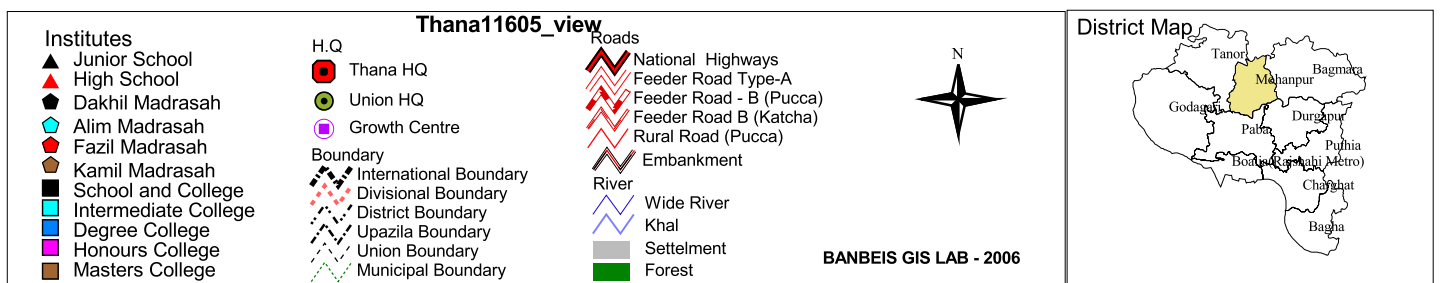 Thana11605_view
Institutes
Junior School
High School
Dakhil Madrasah
Alim Madrasah
Fazil Madrasah
Kamil Madrasah
School and College
Intermediate College
Degree College
Honours College
Masters College
H.Q
Thana HQ
Union HQ
Growth Centre
Boundary
International Boundary
Divisional Boundary
District Boundary
Upazila Boundary
Union Boundary
Municipal Boundary
Roads
National Highways
Feeder Road Type-A
Feeder Road - B (Pucca)
Feeder Road B (Katcha)
Rural Road (Pucca)
Embankment
River
Wide River
Khal
Settelment
Forest
N
BANBEIS GIS LAB - 2006
District Map
Tanor
Bagmara
Mohanpur
Godagari
Durgapur
Paba
Puthia
Boalia(Rajshahi Metro)
Charghat
Bagha